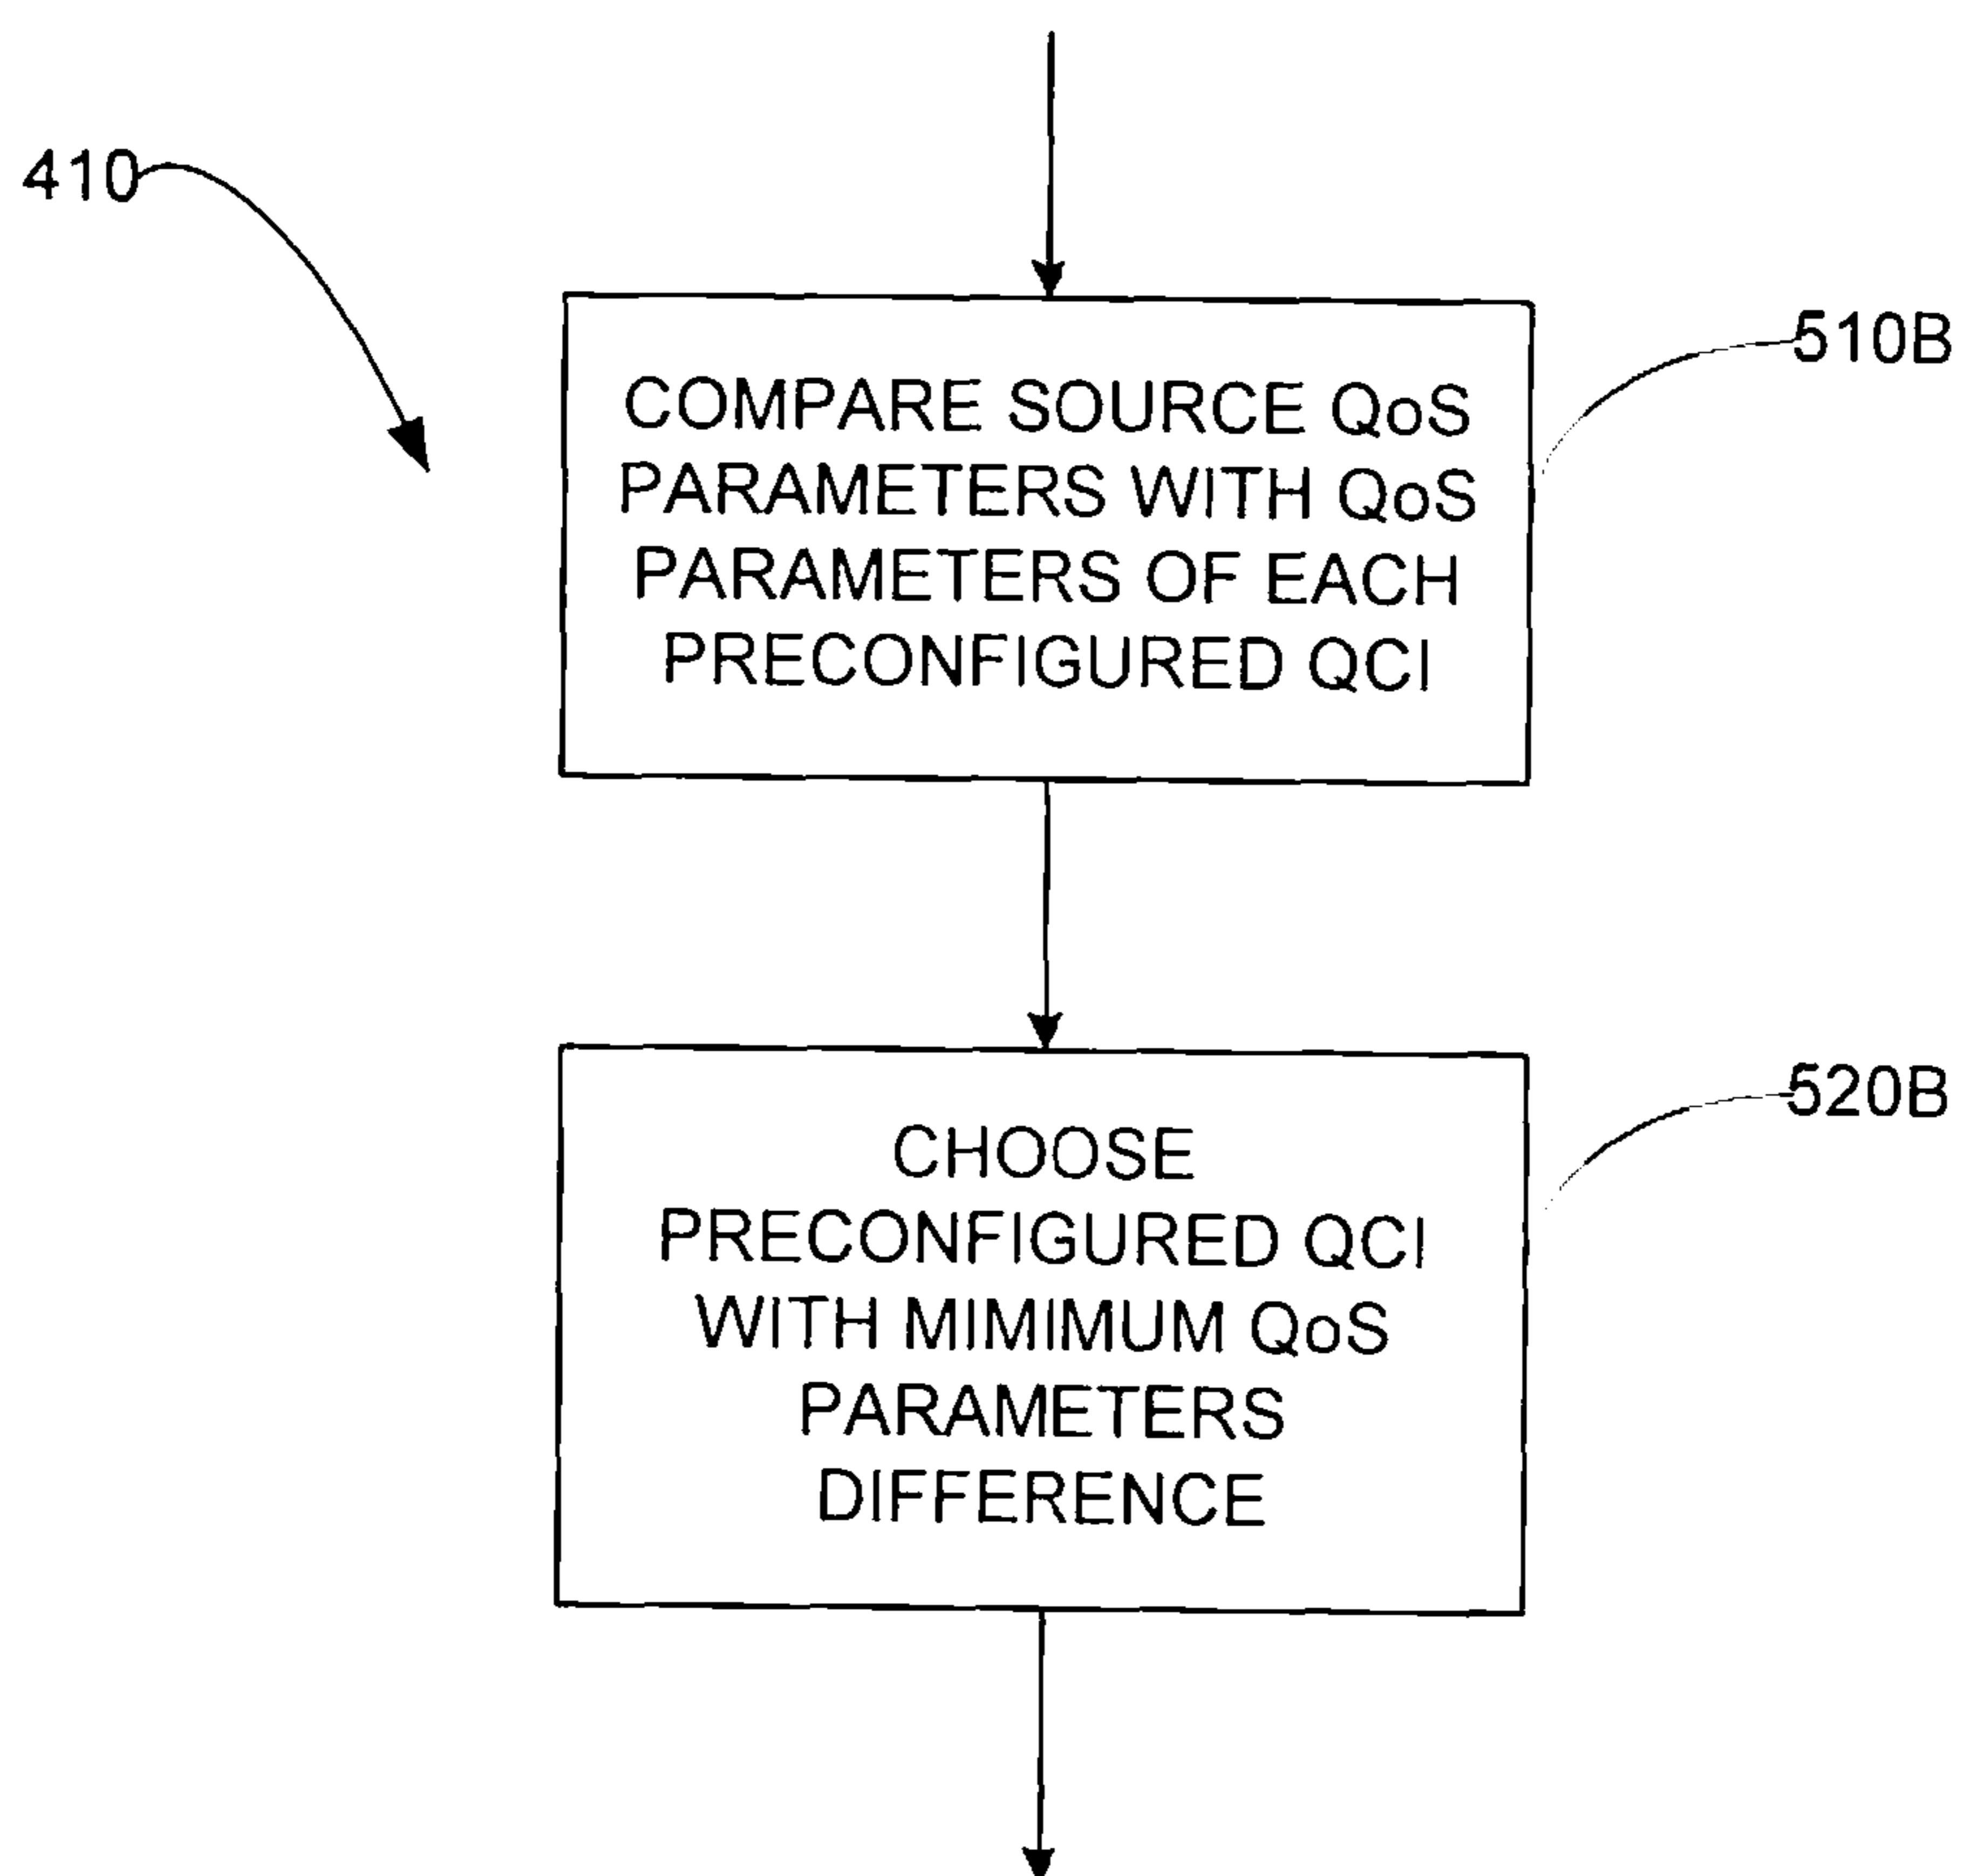 410
510B
COMPARE SOURCE QoS
PARAMETERS WITH QoS
PARAMETERS OF EACH
PRECONFIGURED QCI
520B
CHOOSE
PRECONFIGURED QCI
WITH MIMIMUM QoS
PARAMETERS
DIFFERENCE